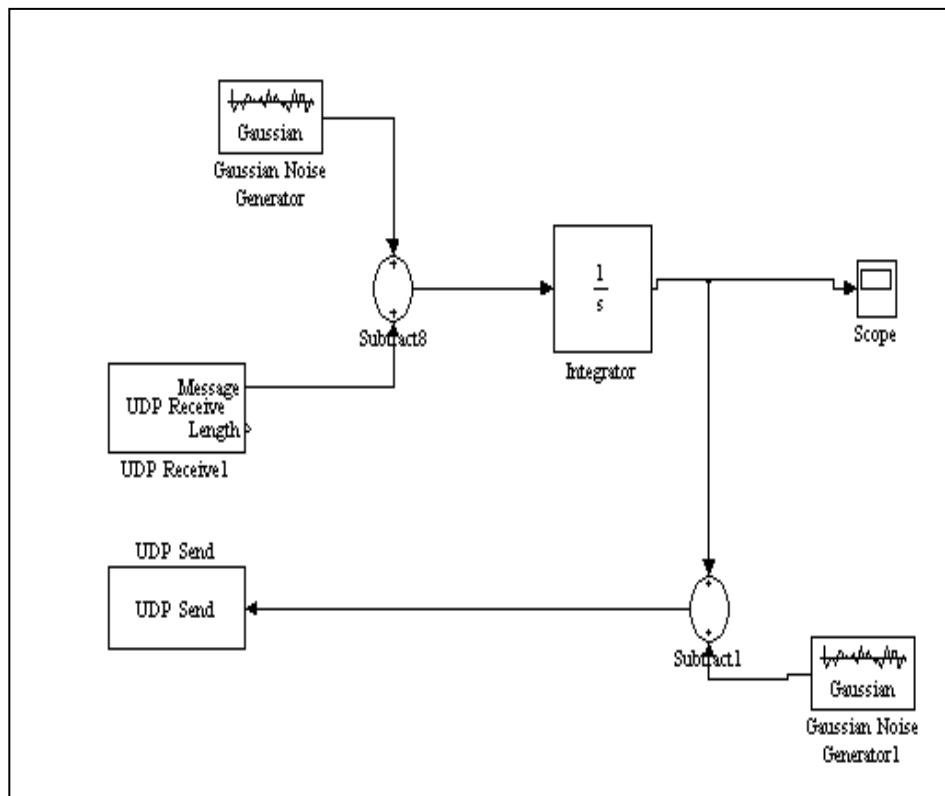 Gaussian
Gaussian Noise
Generator
+
+
Subtract8
1
s
Integrator
Scope
Message
UDP Receive
Length
UDP Receive1
UDP Send
UDP Send
+
+
Subtract1
Gaussian
Gaussian Noise
Generator1